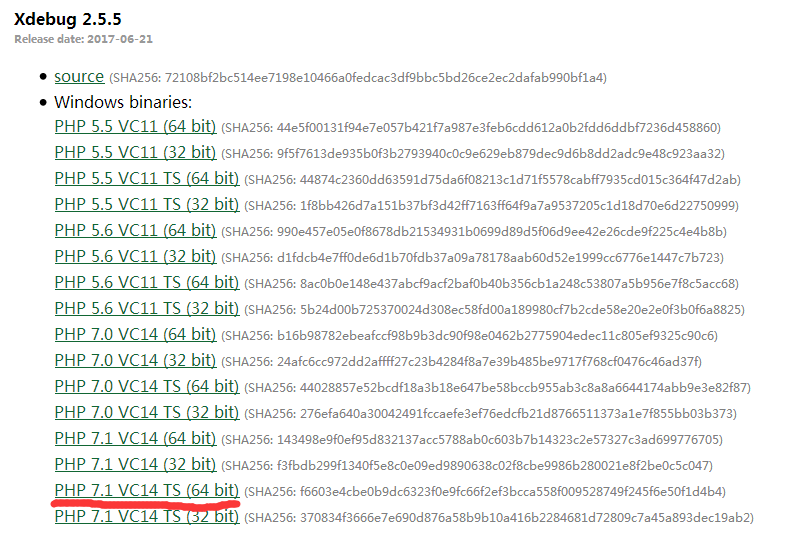 Xdebug 2.5.5
Release date: 2017-06-21
source (SHA256: 72108bf2bc514ee7198e10466a0fedcac3df9bbc5bd26ce2ec2dafab990bf1a4)
Windows binaries:
PHP 5.5 VC11 (64 bit) (SHA256: 44e5f00131f94e7e057b421f7a987e3feb6cdd612a0b2fdd6ddbf7236d458860)
PHP 5.5 VC11 (32 bit) (SHA256: 9f5f7613de935b0f3b2793940c0c9e629eb879dec9d6b8dd2adc9e48c923aa32)
PHP 5.5 VC11 TS (64 bit) (SHA256: 44874c2360dd63591d75da6f08213c1d71f5578cabff7935cd015c364f47d2ab)
PHP 5.5 VC11 TS (32 bit) (SHA256: 1f8bb426d7a151b37bf3d42ff7163ff64f9a7a9537205c1d18d70e6d22750999)
PHP 5.6 VC11 (64 bit) (SHA256: 990e457e05e0f8678db21534931b0699d89d5f06d9ee42e26cde9f225c4e4b8b)
PHP 5.6 VC11 (32 bit) (SHA256: d1fdcb4e7ff0de6d1b70fdb37a09a78178aab60d52e1999cc6776e1447c7b723)
PHP 5.6 VC11 TS (64 bit) (SHA256: 8ac0b0e148e437abcf9acf2baf0b40b356cb1a248c53807a5b956e7f8c5acc68)
PHP 5.6 VC11 TS (32 bit) (SHA256: 5b24d00b725370024d308ec58fd00a189980cf7b2cde58e20e2e0f3b0f6a8825)
PHP 7.0 VC14 (64 bit) (SHA256: b16b98782ebeafccf98b9b3dc90f98e0462b2775904edec11c805ef9325c90c6)
PHP 7.0 VC14 (32 bit) (SHA256: 24afc6cc972dd2affff27c23b4284f8a7e39b485be9717f768cf0476c46ad37f)
PHP 7.0 VC14 TS (64 bit) (SHA256: 44028857e52bcdf18a3b18e647be58bccb955ab3c8a8a6644174abb9e3e82f87)
PHP 7.0 VC14 TS (32 bit) (SHA256: 276efa640a30042491fccaefe3ef76edcfb21d8766511373a1e7f855bb03b373)
PHP 7.1 VC14 (64 bit) (SHA256: 143498e9f0ef95d832137acc5788ab0c603b7b14323c2e57327c3ad699776705)
PHP 7.1 VC14 (32 bit) (SHA256: f3fbdb299f1340f5e8c0e09ed9890638c02f8cbe9986b280021e8f2be0c5c047)
PHP 7.1 VC14 TS (64 bit) (SHA256: f6603e4cbe0b9dc6323f0e9fc66f2ef3bcca558f009528749f245f6e50f1d4b4)
PHP 7.1 VC14 TS (32 bit) (SHA256: 370834f3666e7e690d876a58b9b10a416b2284681d72809c7a45a893dec19ab2)